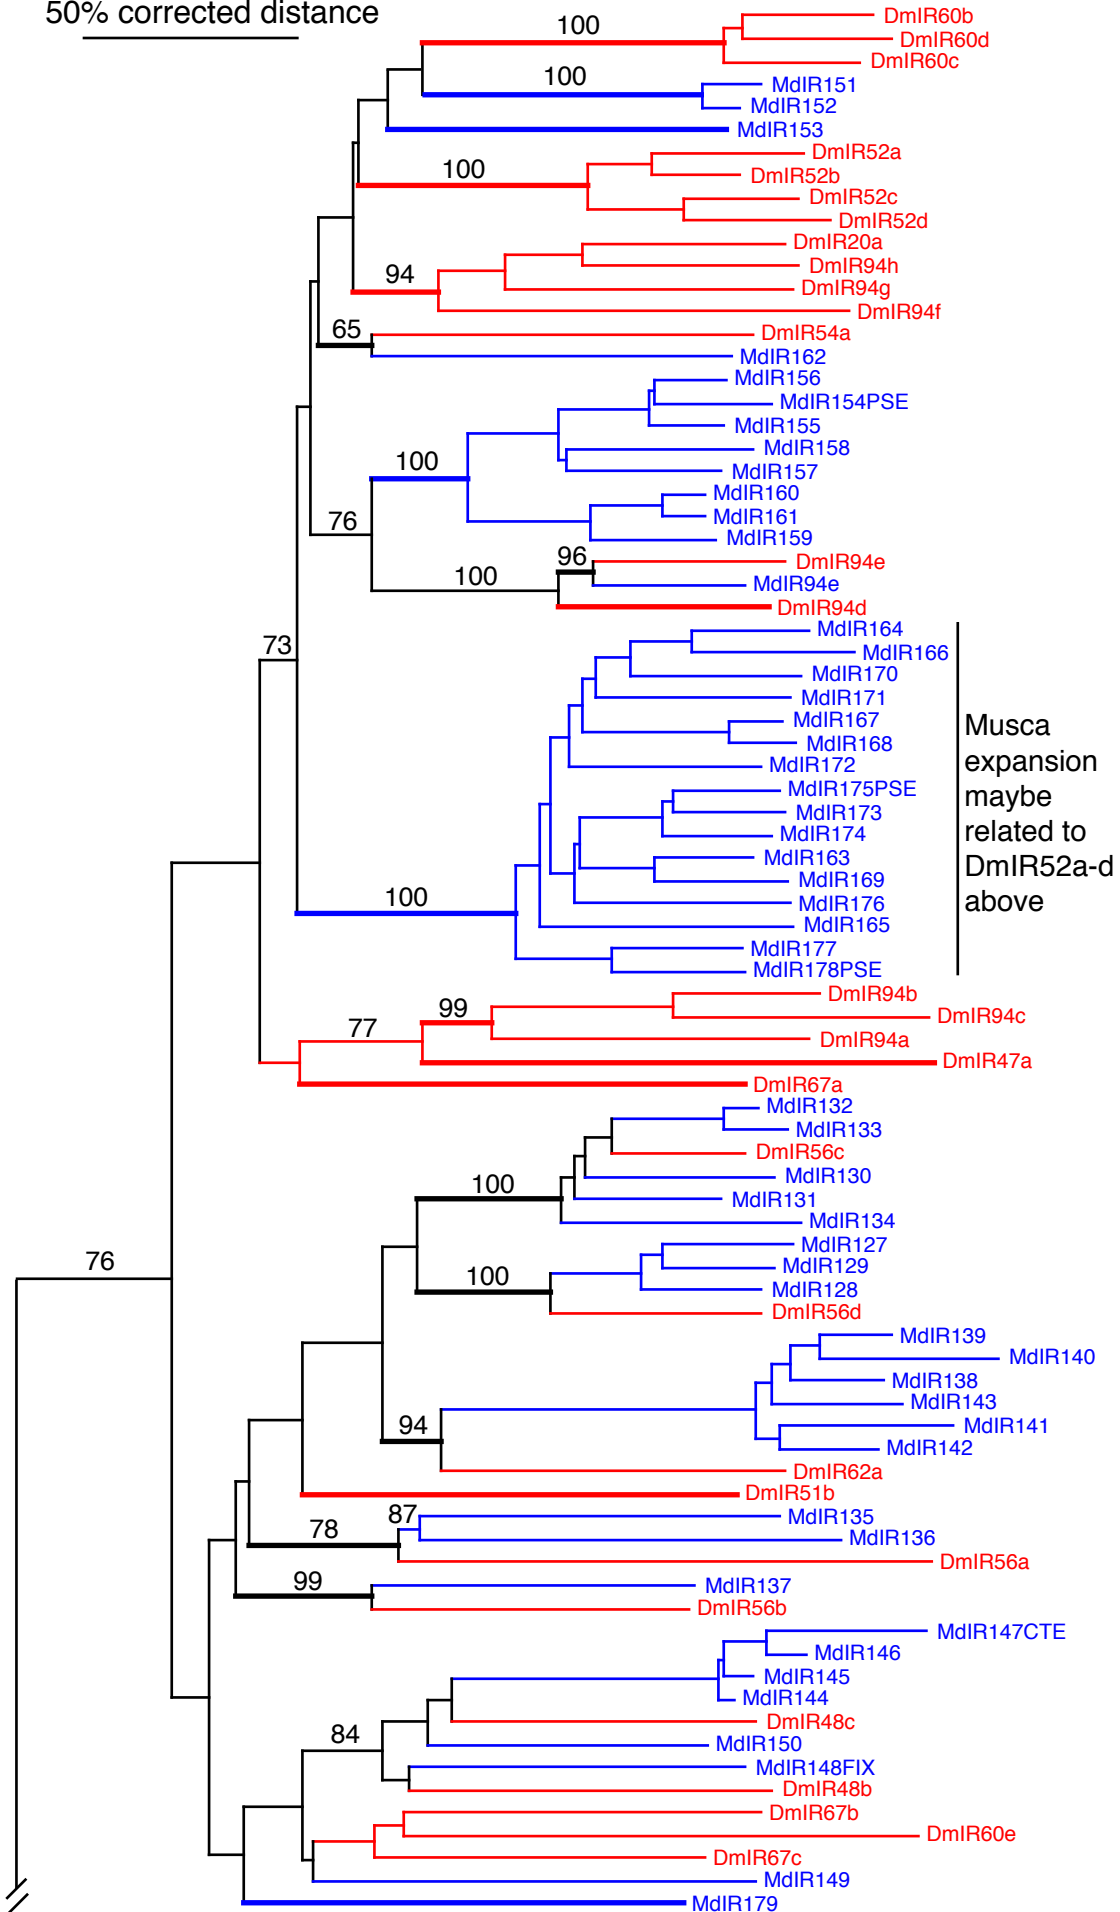 50% corrected distance
100
DmIR60b
DmIR60d
DmIR60c
100
MdIR151
MdIR152
MdIR153
DmIR52a
100
DmIR52b
DmIR52c
DmIR52d
DmIR20a
94
DmIR94h
DmIR94g
DmIR94f
65
DmIR54a
MdIR162
MdIR156
MdIR154PSE
MdIR155
MdIR158
100
MdIR157
MdIR160
76
MdIR161
MdIR159
96
DmIR94e
100
MdIR94e
DmIR94d
MdIR164
73
MdIR166
MdIR170
MdIR171
MdIR167
MdIR168
MdIR172
MdIR175PSE
MdIR173
MdIR174
MdIR163
MdIR169
100
MdIR176
MdIR165
MdIR177
MdIR178PSE
Musca
expansion
maybe
related to
DmIR52a-d
above
DmIR94b
99
DmIR94c
77
DmIR94a
DmIR47a
DmIR67a
MdIR132
MdIR133
DmIR56c
100
MdIR130
MdIR131
MdIR134
MdIR127
76
100
MdIR129
MdIR128
DmIR56d
MdIR139
MdIR140
MdIR138
MdIR143
94
MdIR141
MdIR142
DmIR62a
DmIR51b
87
MdIR135
78
MdIR136
DmIR56a
99
MdIR137
DmIR56b
MdIR147CTE
MdIR146
MdIR145
MdIR144
DmIR48c
84
MdIR150
MdIR148FIX
DmIR48b
DmIR67b
DmIR60e
DmIR67c
MdIR149
MdIR179